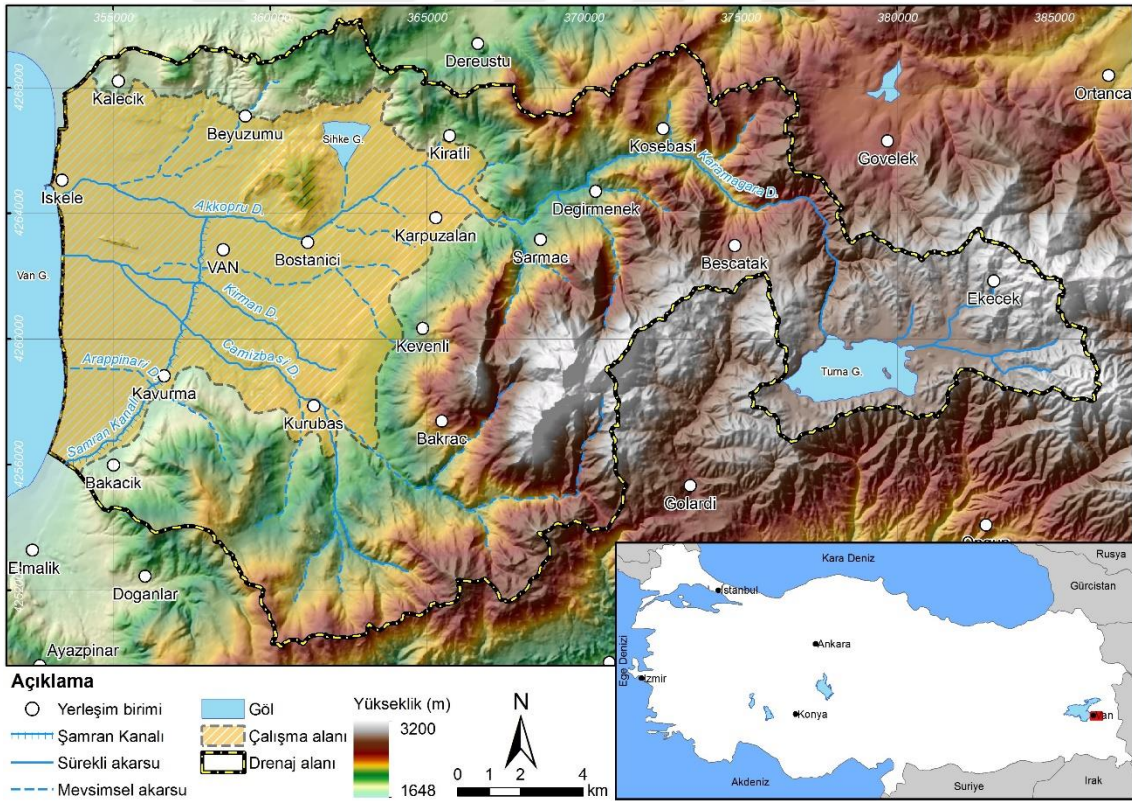 355000
360000
365000
370000
375000
380000
385000
4268000
4264000
4260000
4256000
Dereustu
Ortanca
Kalecik
Beyuzumu
Sihke G.
Kiratli
Kosebasi
Govelek
Karamagara D.
Iskele
Akkopru D.
Degirmenek
Karpuzalan
Bostanici
VAN
Sarmac
Bescatak
Van G.
Ekecek
Kirman D.
Kevenli
Camizbasi D.
Arappinari D.
Kavurma
Turna G.
Samran Kanali
Kurubas
Bakrac
Bakacik
Golardi
Elmalik
Doganlar
Ayazpinar
Kara Deniz
Rusya
Gürcistan
İstanbul
Ege Denizi
Ankara
İzmir
Konya
Van
Akdeniz
Suriye
Irak
Açıklama
Yerleşim birimi
Şamran Kanalı
Sürekli akarsu
Mevsimsel akarsu
Göl
Çalışma alanı
Drenaj alanı
Yükseklik (m)
3200
1648
N
0 1 2 4
km